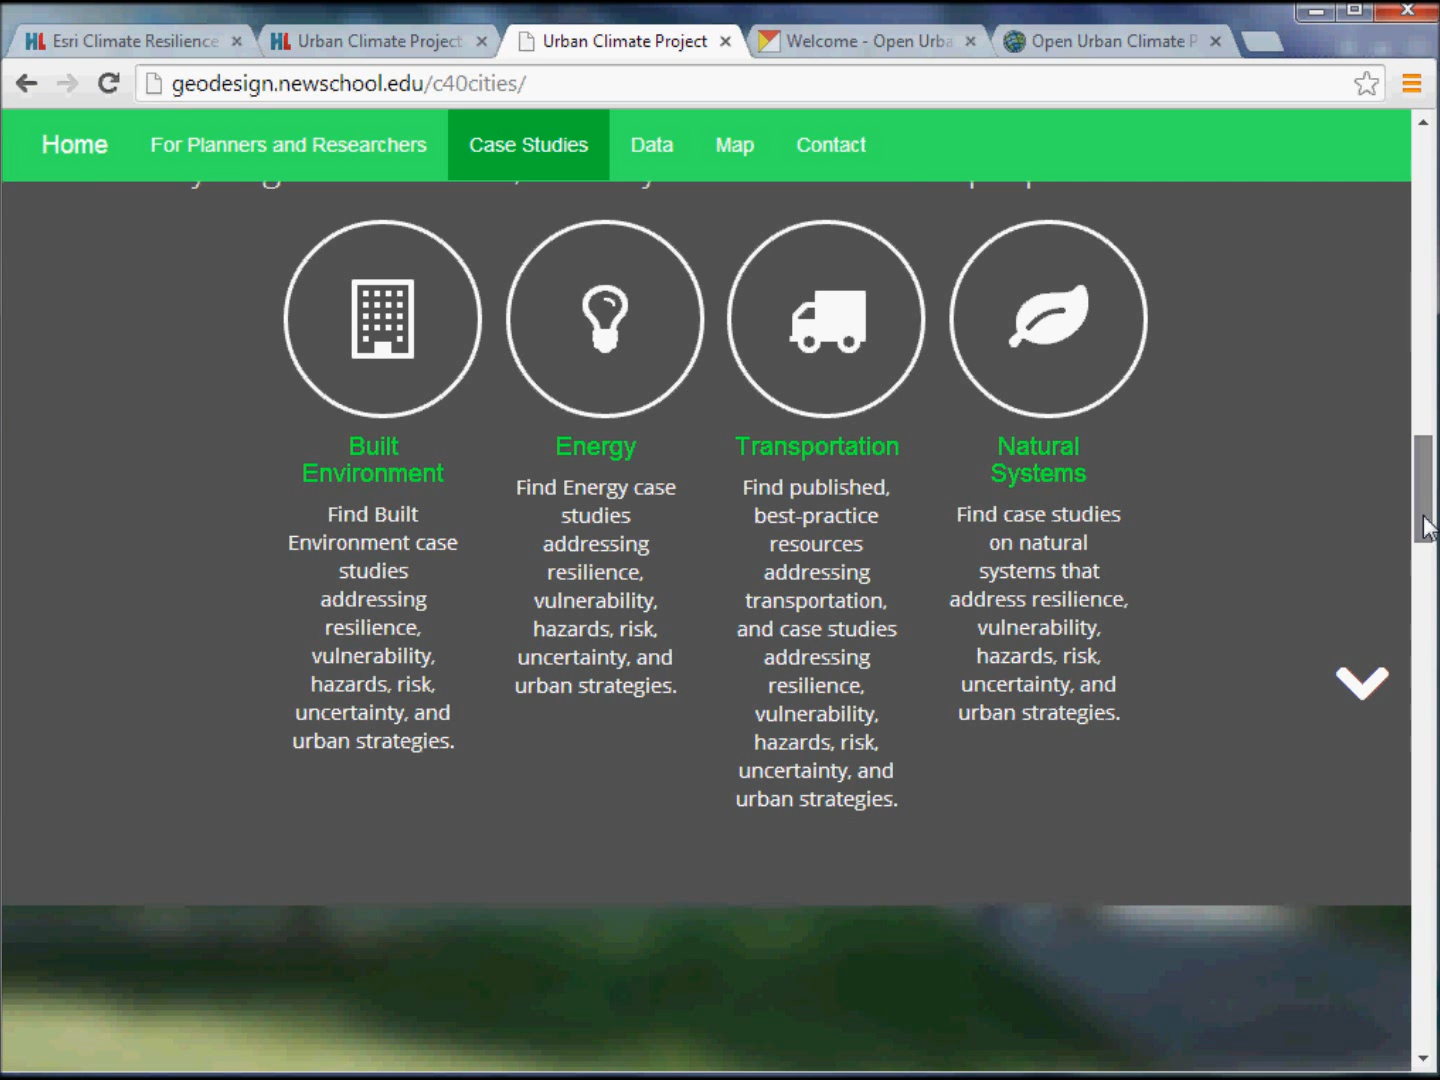 Esri Climate Resilience
Urban Climate Project
Urban Climate Project
Welcome - Open Urba
Open Urban Climate P
geodesign.newschool.edu/c40cities/
Home
For Planners and Researchers
Case Studies
Data
Map
Contact
Built
Environment
Find Built
Environment case
studies
addressing
resilience,
vulnerability,
hazards, risk,
uncertainty, and
urban strategies.
Energy
Find Energy case
studies
addressing
resilience,
vulnerability,
hazards, risk,
uncertainty, and
urban strategies.
Transportation
Find published,
best-practice
resources
addressing
transportation,
and case studies
addressing
resilience,
vulnerability,
hazards, risk,
uncertainty, and
urban strategies.
Natural
Systems
Find case studies
on natural
systems that
address resilience,
vulnerability,
hazards, risk,
uncertainty, and
urban strategies.